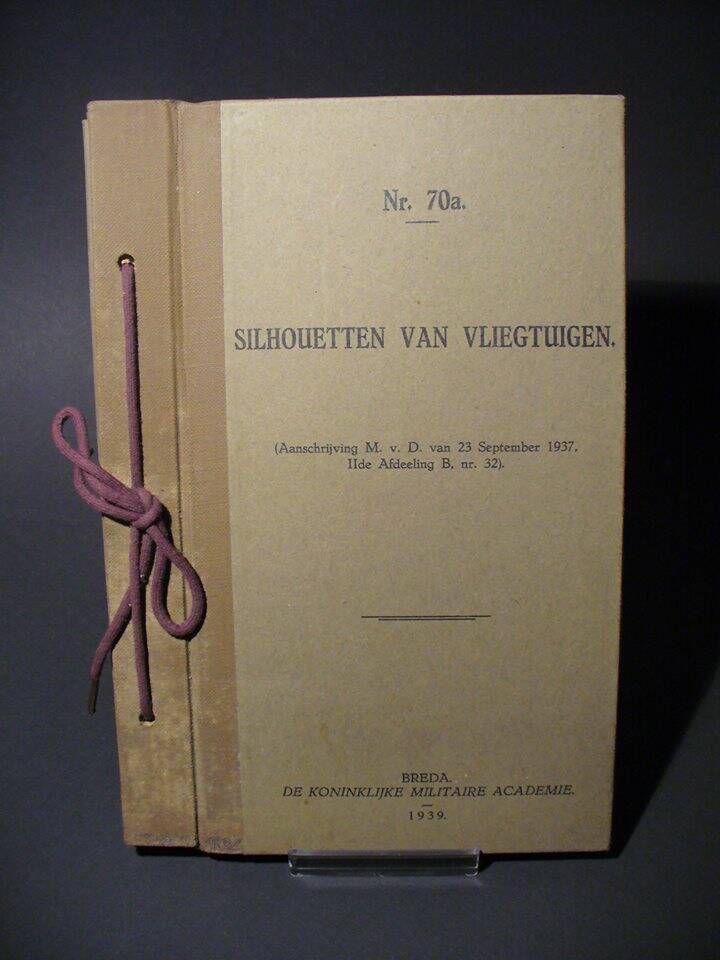 Nr. 70a.
SILHOUETTEN VAN VLIEGTUIGEN.
(Aanschrijving M. v. D. van 23 September 1937,
IIde Afdeeling B, nr. 32).
BREDA.
DE KONINKLIJKE MILITAIRE ACADEMIE.
1939.